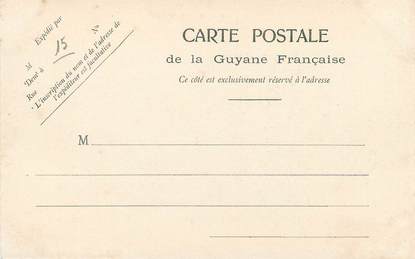 Expédié par
M
15
Demt à
Rue Nº
L'inscription du nom et de l'adresse de
l'expéditeur est facultative
CARTE POSTALE
de la Guyane Française
Ce côté est exclusivement réservé à l'adresse
M